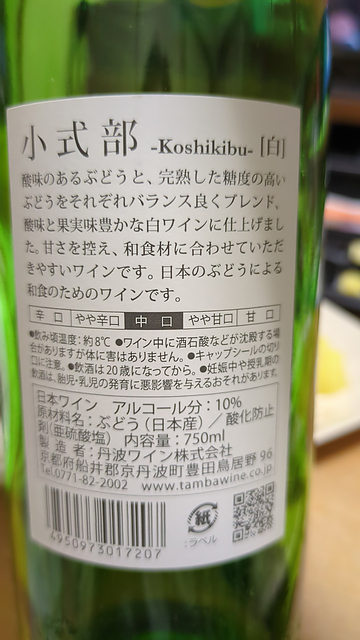 小式部 -Koshikibu- [白]
酸味のあるぶどうと、完熟した糖度の高い
ぶどうをそれぞれバランス良くブレンド、
酸味と果実味豊かな白ワインに仕上げまし
た。甘さを控え、和食材に合わせていただ
きやすいワインです。日本のぶどうによる
和食のためのワインです。
辛口 やや辛口 中口 やや甘口 甘口
●飲み頃温度:約8℃ ●ワイン中に酒石酸などが沈殿する場
合がありますが体に害はありません。●キャップシールの切り
口に注意。●飲酒は20歳になってから。●妊娠中や授乳期の
飲酒は、胎児・乳児の発育に悪影響を与えるおそれがあります。
日本ワイン アルコール分:10%
原材料名:ぶどう(日本産)/酸化防止
剤(亜硫酸塩) 内容量:750ml
製造者:丹波ワイン株式会社
京都府船井郡京丹波町豊田鳥居野96
Tel.0771-82-2002 www.tambawine.co.jp
4950973017207
紙
:ラベル